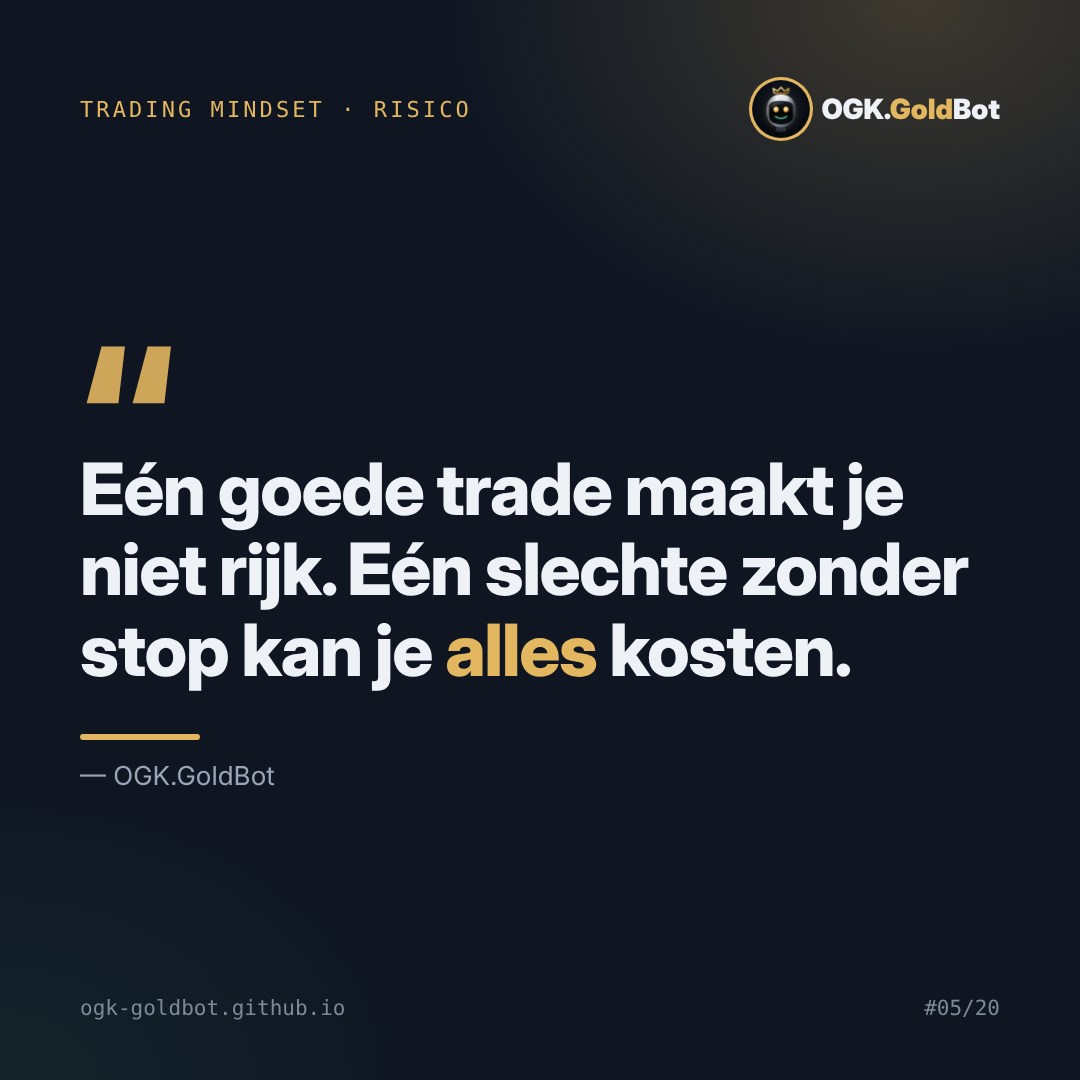 TRADING MINDSET · RISICO
OGK.GoldBot
"
Eén goede trade maakt je
niet rijk. Eén slechte zonder
stop kan je alles kosten.
— OGK.GoldBot
ogk-goldbot.github.io
#05/20